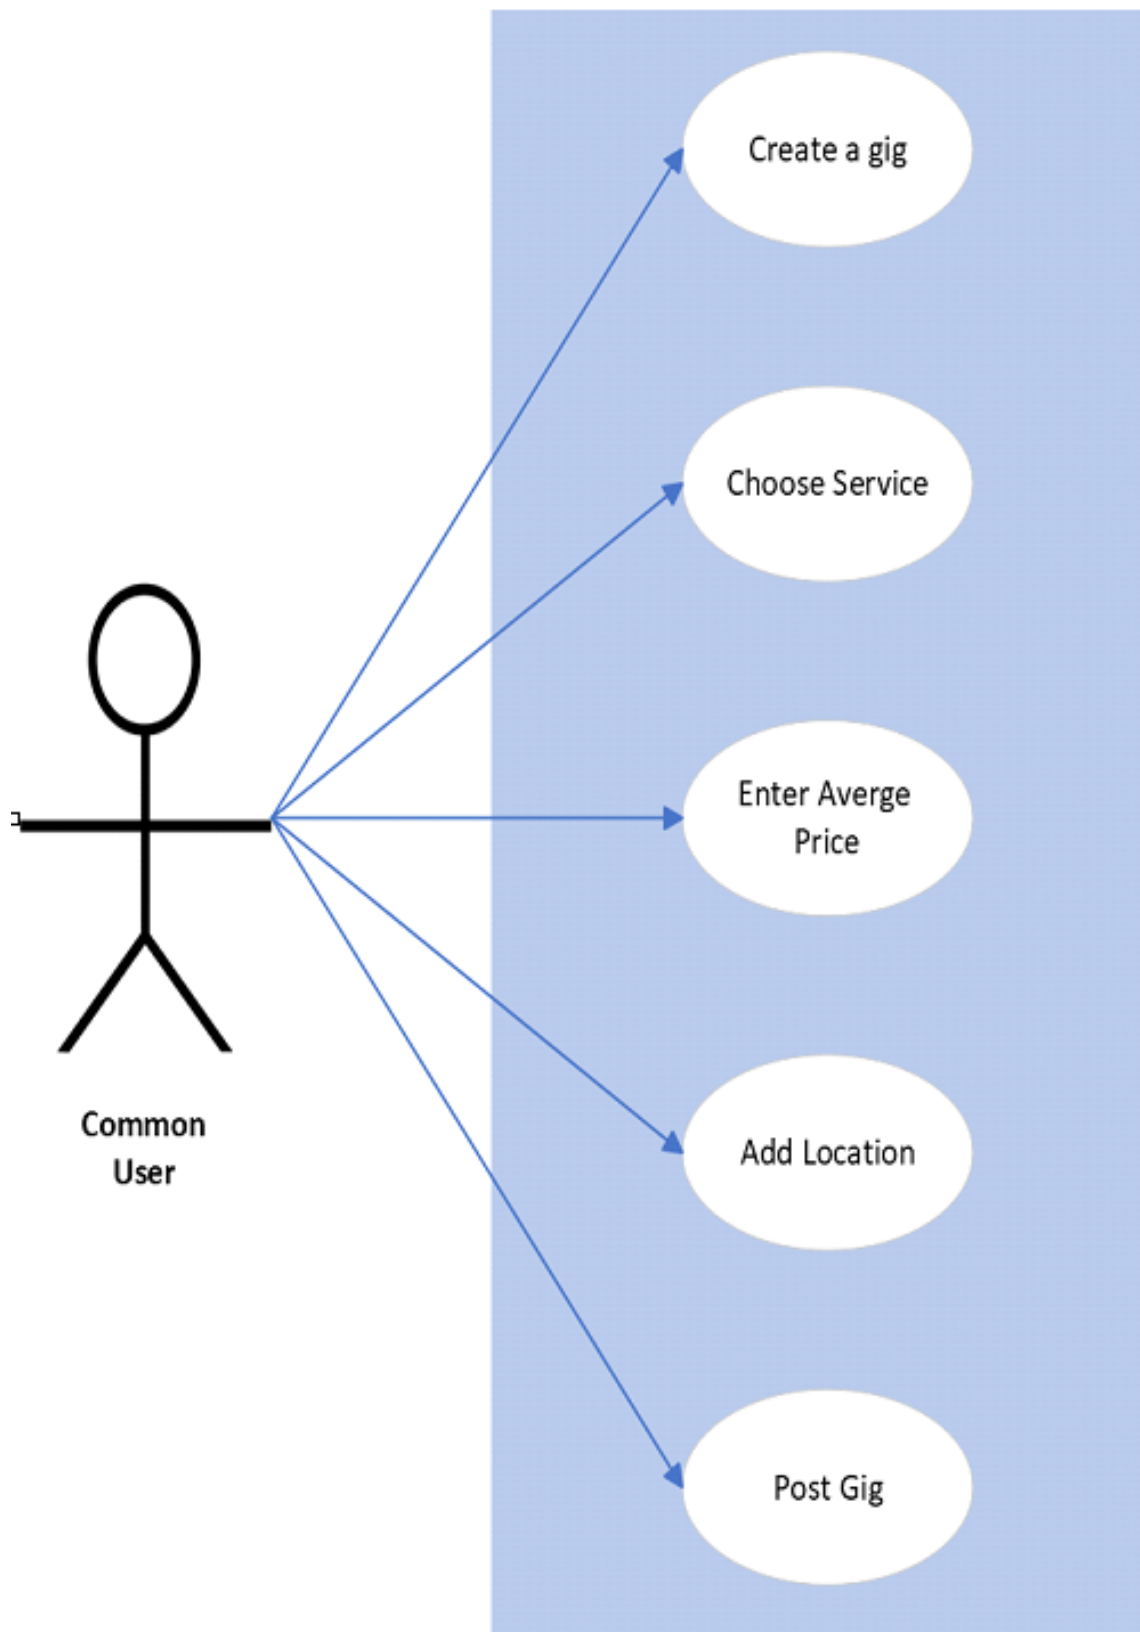 Create a gig
Choose Service
Enter Averge
Price
Common
User
Add Location
Post Gig